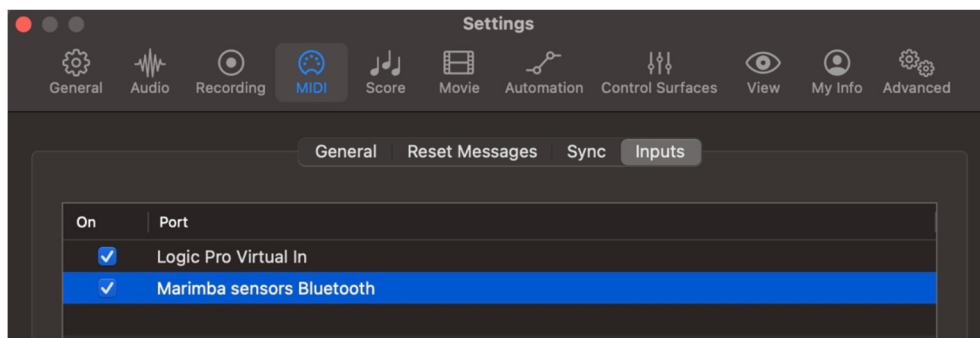 Settings
General Audio Recording MIDI Score Movie Automation Control Surfaces View My Info Advanced
General Reset Messages Sync Inputs
On Port
Logic Pro Virtual In
Marimba sensors Bluetooth